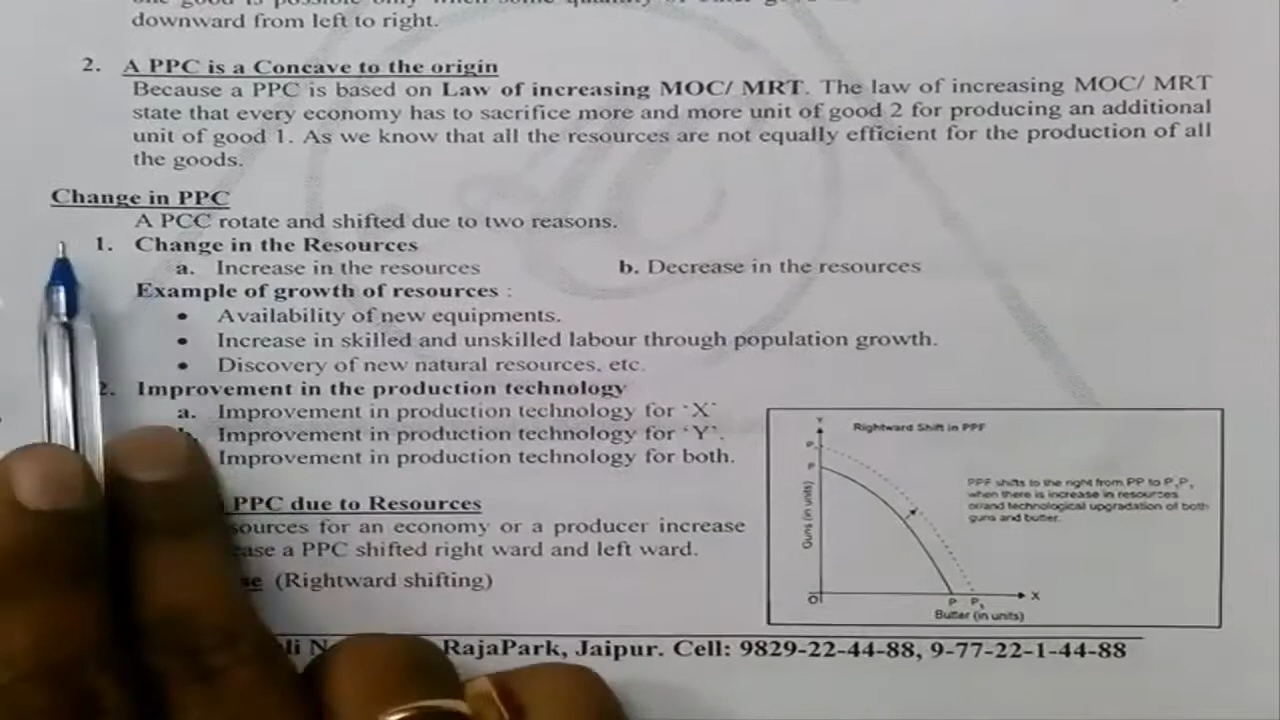 downward from left to right.
2. A PPC is a Concave to the origin
Because a PPC is based on Law of increasing MOC/ MRT. The law of increasing MOC/ MRT
state that every economy has to sacrifice more and more unit of good 2 for producing an additional
unit of good 1. As we know that all the resources are not equally efficient for the production of all
the goods.
Change in PPC
A PCC rotate and shifted due to two reasons.
1. Change in the Resources
a. Increase in the resources b. Decrease in the resources
Example of growth of resources :
• Availability of new equipments.
• Increase in skilled and unskilled labour through population growth.
• Discovery of new natural resources, etc.
2. Improvement in the production technology
a. Improvement in production technology for 'X'
Improvement in production technology for 'Y'.
Improvement in production technology for both.
PPC due to Resources
for an economy or a producer increase
a PPC shifted right ward and left ward.
(Rightward shifting)
Rightward Shift in PPF
PPF shifts to the right from PP to P₁P₁
when there is increase in resources
or/and technological upgradation of both
guns and butter.
Y
P
Guns (in units)
O
P P₁ X
Butter (in units)
RajaPark, Jaipur. Cell: 9829-22-44-88, 9-77-22-1-44-88